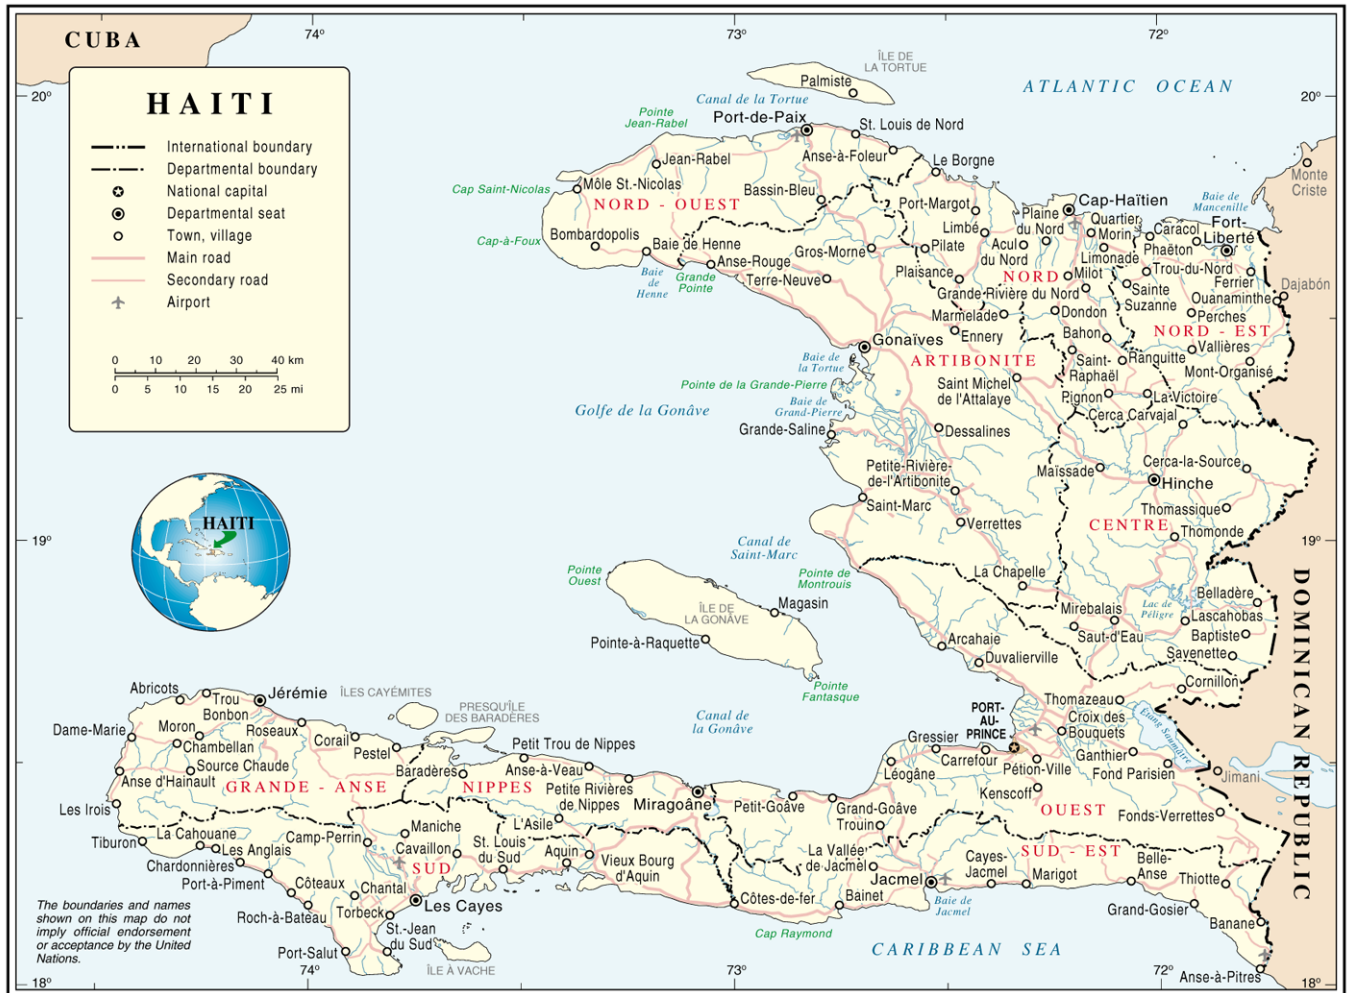 CUBA
74°
73°
72°
20°
20°
HAITI
International boundary
Departmental boundary
National capital
Departmental seat
Town, village
Main road
Secondary road
Airport
0 10 20 30 40 km
0 5 10 15 20 25 mi
ÎLE DE
LA TORTUE
Palmiste
ATLANTIC OCEAN
Canal de la Tortue
Port-de-Paix
St. Louis de Nord
Pointe
Jean-Rabel
Jean-Rabel
Anse-à-Foleur
Le Borgne
Monte
Criste
Cap Saint-Nicolas
Môle St.-Nicolas
Bassin-Bleu
NORD - OUEST
Port-Margot
Cap-Haïtien
Baie de
Mancenille
Plaine
du Nord
Quartier
Morin
Caracol
Fort-
Liberté
Limbé
Cap-à-Foux
Bombardopolis
Baie de Henne
Gros-Morne
Pilate
Acul
du Nord
Limonade
Phaëton
Baie
de
Henne
Anse-Rouge
Grande
Pointe
Terre-Neuve
Plaisance
NORD
Milot
Trou-du-Nord
Ferrier
Dajabón
Grande-Rivière du Nord
Sainte
Suzanne
Ouanaminthe
Marmelade
Dondon
Perches
Gonaïves
Ennery
Bahon
NORD - EST
Baie de
la Tortue
ARTIBONITE
Saint-
Raphaël
Ranquitte
Vallières
Mont-Organisé
Pointe de la Grande-Pierre
Saint Michel
de l'Attalaye
Pignon
La Victoire
Golfe de la Gonâve
Baie de
Grand-Pierre
Cerca Carvajal
Grande-Saline
Dessalines
Petite-Rivière-
de-l'Artibonite
Maïssade
Cerca-la-Source
Hinche
Saint-Marc
Thomassique
Verrettes
CENTRE
Thomonde
HAITI
19°
19°
Canal de
Saint-Marc
Pointe
Ouest
Pointe de
Montrouis
La Chapelle
ÎLE DE
LA GONÂVE
Magasin
Mirebalais
Lac de
Péligre
Belladère
Lascahobas
Pointe-à-Raquette
Arcahaie
Saut-d'Eau
Baptiste
Savenette
Duvalierville
Cornillon
Pointe
Fantasque
DOMINICAN REPUBLIC
Abricots
Trou
Bonbon
Jérémie
ÎLES CAYÉMITES
PRESQU'ÎLE
DES BARADÈRES
Canal de
la Gonâve
PORT-
AU-
PRINCE
Thomazeau
Croix des
Bouquets
Étang Saumâtre
Dame-Marie
Moron
Roseaux
Chambellan
Corail
Pestel
Petit Trou de Nippes
Gressier
Carrefour
Pétion-Ville
Ganthier
Fond Parisien
Jimani
Anse d'Hainault
Source Chaude
GRANDE - ANSE
Baradères
Anse-à-Veau
NIPPES
Petite Rivières
de Nippes
Miragoâne
Petit-Goâve
Léogâne
Kenscoff
Grand-Goâve
OUEST
Fonds-Verrettes
Les Irois
Tiburon
La Cahouane
Les Anglais
Camp-Perrin
Maniche
L'Asile
Trouin
Chardonnières
Cavaillon
St. Louis
du Sud
Aquin
Vieux Bourg
d'Aquin
La Vallée
de Jacmel
SUD - EST
Port-à-Piment
SUD
Cayes-
Jacmel
Belle-
Anse
Jacmel
Marigot
Thiotte
Côteaux
Chantal
Les Cayes
Côtes-de-fer
Bainet
Baie de
Jacmel
Roch-à-Bateau
Torbeck
Grand-Gosier
Banane
St.-Jean
du Sud
Cap Raymond
Port-Salut
ÎLE À VACHE
CARIBBEAN SEA
Anse-à-Pitres
The boundaries and names
shown on this map do not
imply official endorsement
or acceptance by the United
Nations.
18°
74°
73°
72°
18°